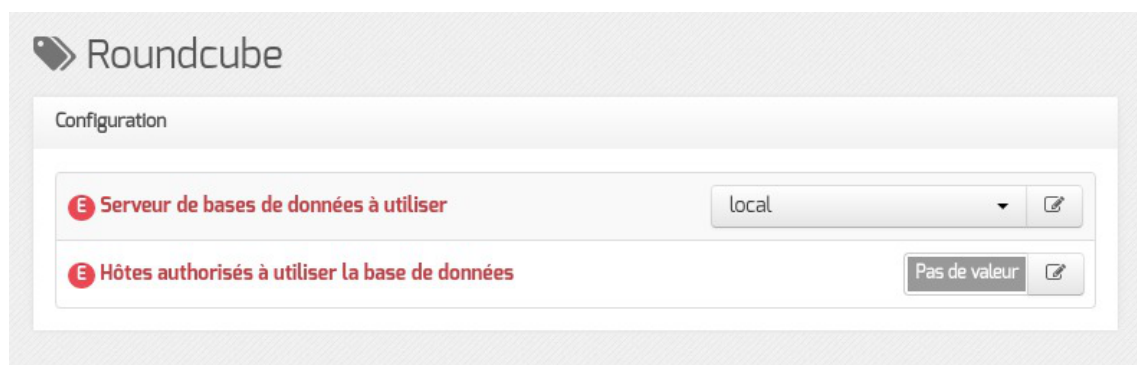 Roundcube
Configuration
E Serveur de bases de données à utiliser local
E Hôtes authorisés à utiliser la base de données Pas de valeur